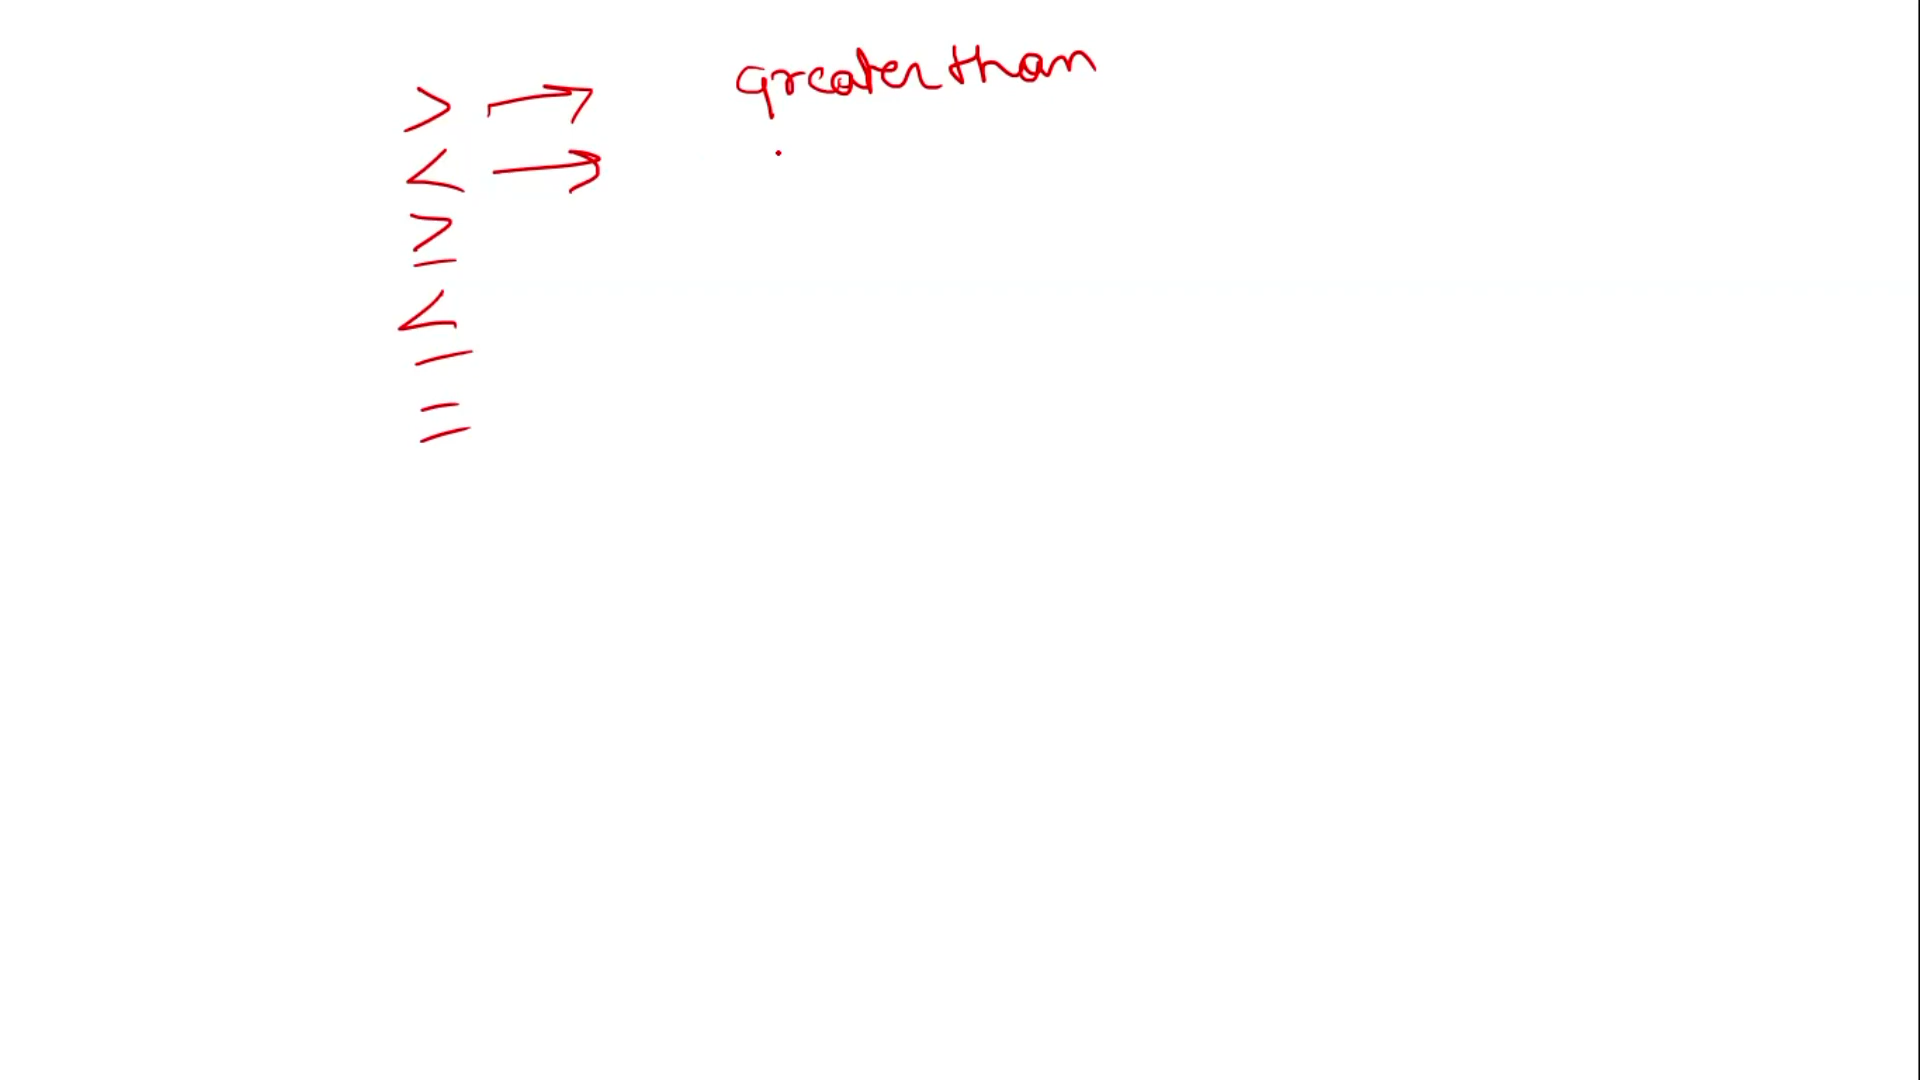 > → greater than
< →
≥
≤
=